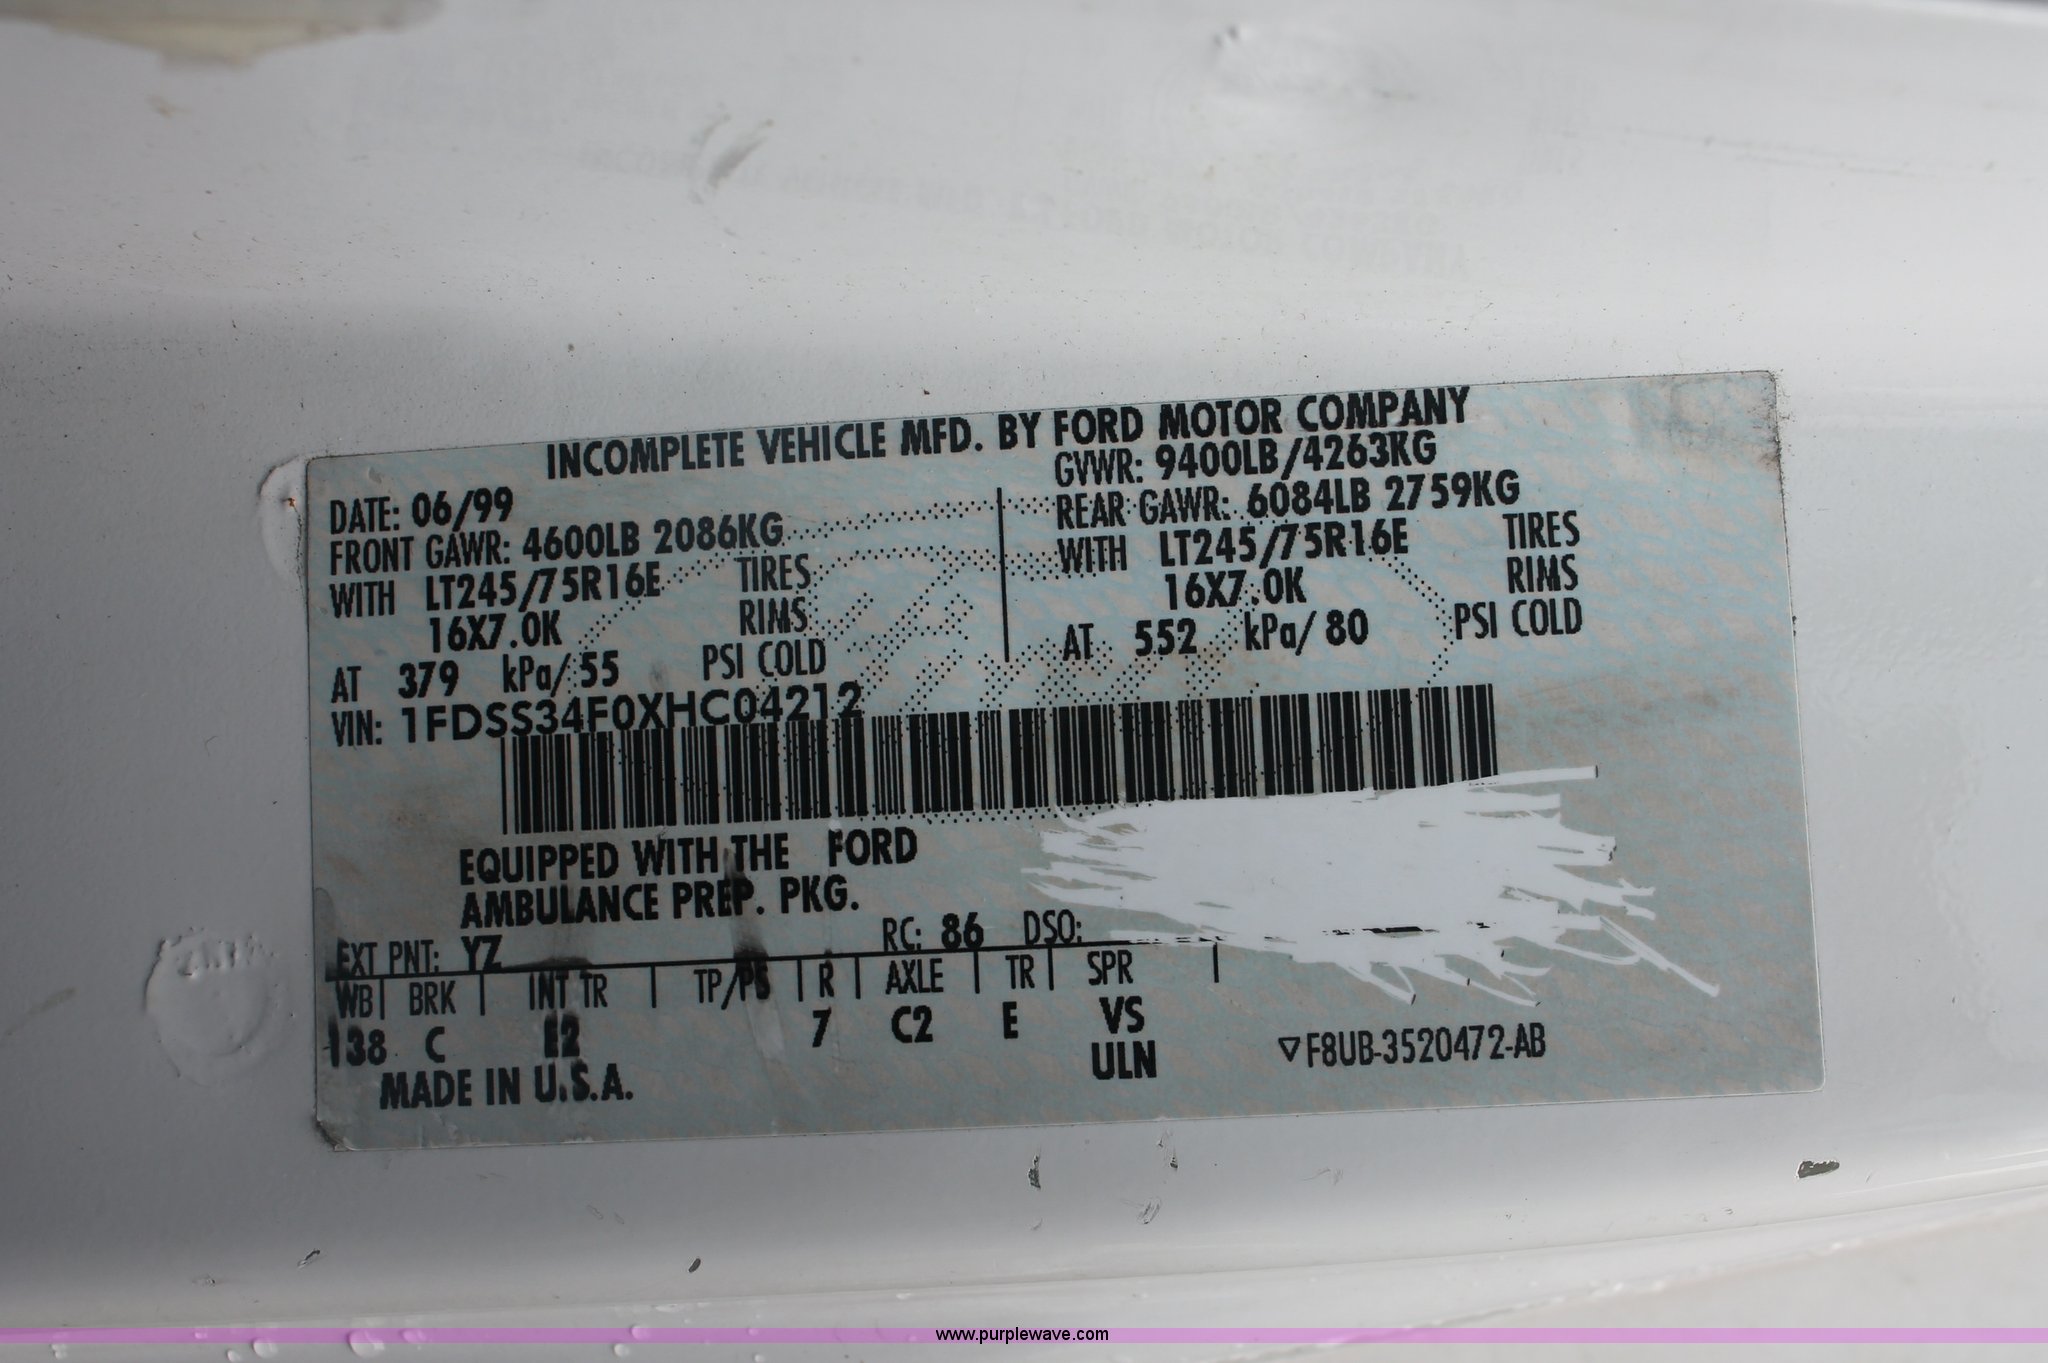 INCOMPLETE VEHICLE MFD. BY FORD MOTOR COMPANY
DATE: 06/99
GVWR: 9400LB/4263KG
FRONT GAWR: 4600LB 2086KG
REAR GAWR: 6084LB 2759KG
WITH LT245/75R16E TIRES
WITH LT245/75R16E TIRES
16X7.0K RIMS
16X7.0K RIMS
AT 379 kPa/55 PSI COLD
AT 552 kPa/80 PSI COLD
VIN: 1FDSS34F0XHC04212
EQUIPPED WITH THE FORD
AMBULANCE PREP. PKG.
EXT PNT: YZ RC: 86 DSO:
WB| BRK | INT TR | TP/PS | R | AXLE | TR | SPR |
138 C E2 7 C2 E VS
ULN
MADE IN U.S.A.
▽F8UB-3520472-AB
www.purplewave.com